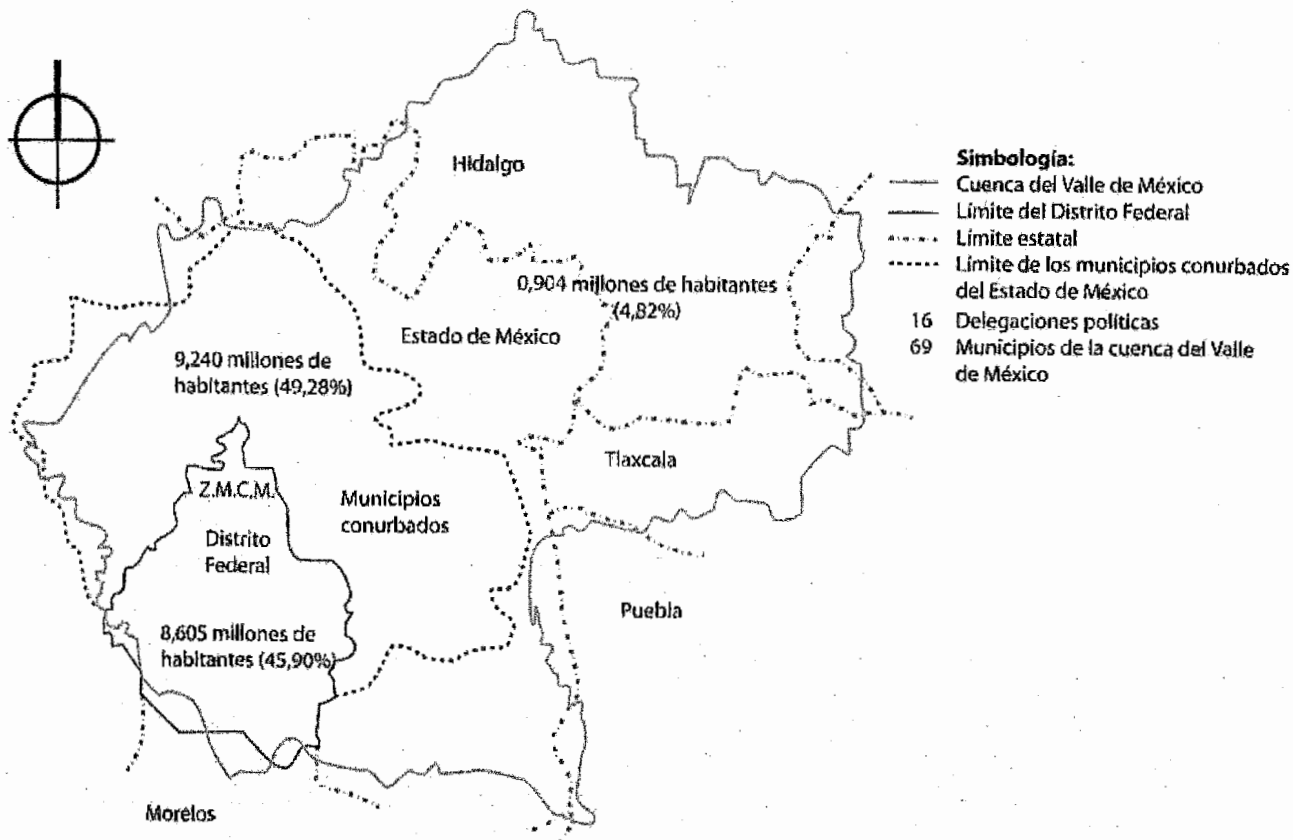 Hidalgo
0,904 millones de habitantes
(4,82%)
Estado de México
9,240 millones de
habitantes (49,28%)
Tlaxcala
Z.M.C.M.
Municipios
conurbados
Distrito
Federal
Puebla
8,605 millones de
habitantes (45,90%)
Morelos
Simbología:
Cuenca del Valle de México
Límite del Distrito Federal
Límite estatal
Límite de los municipios conurbados
del Estado de México
16 Delegaciones políticas
69 Municipios de la cuenca del Valle
de México